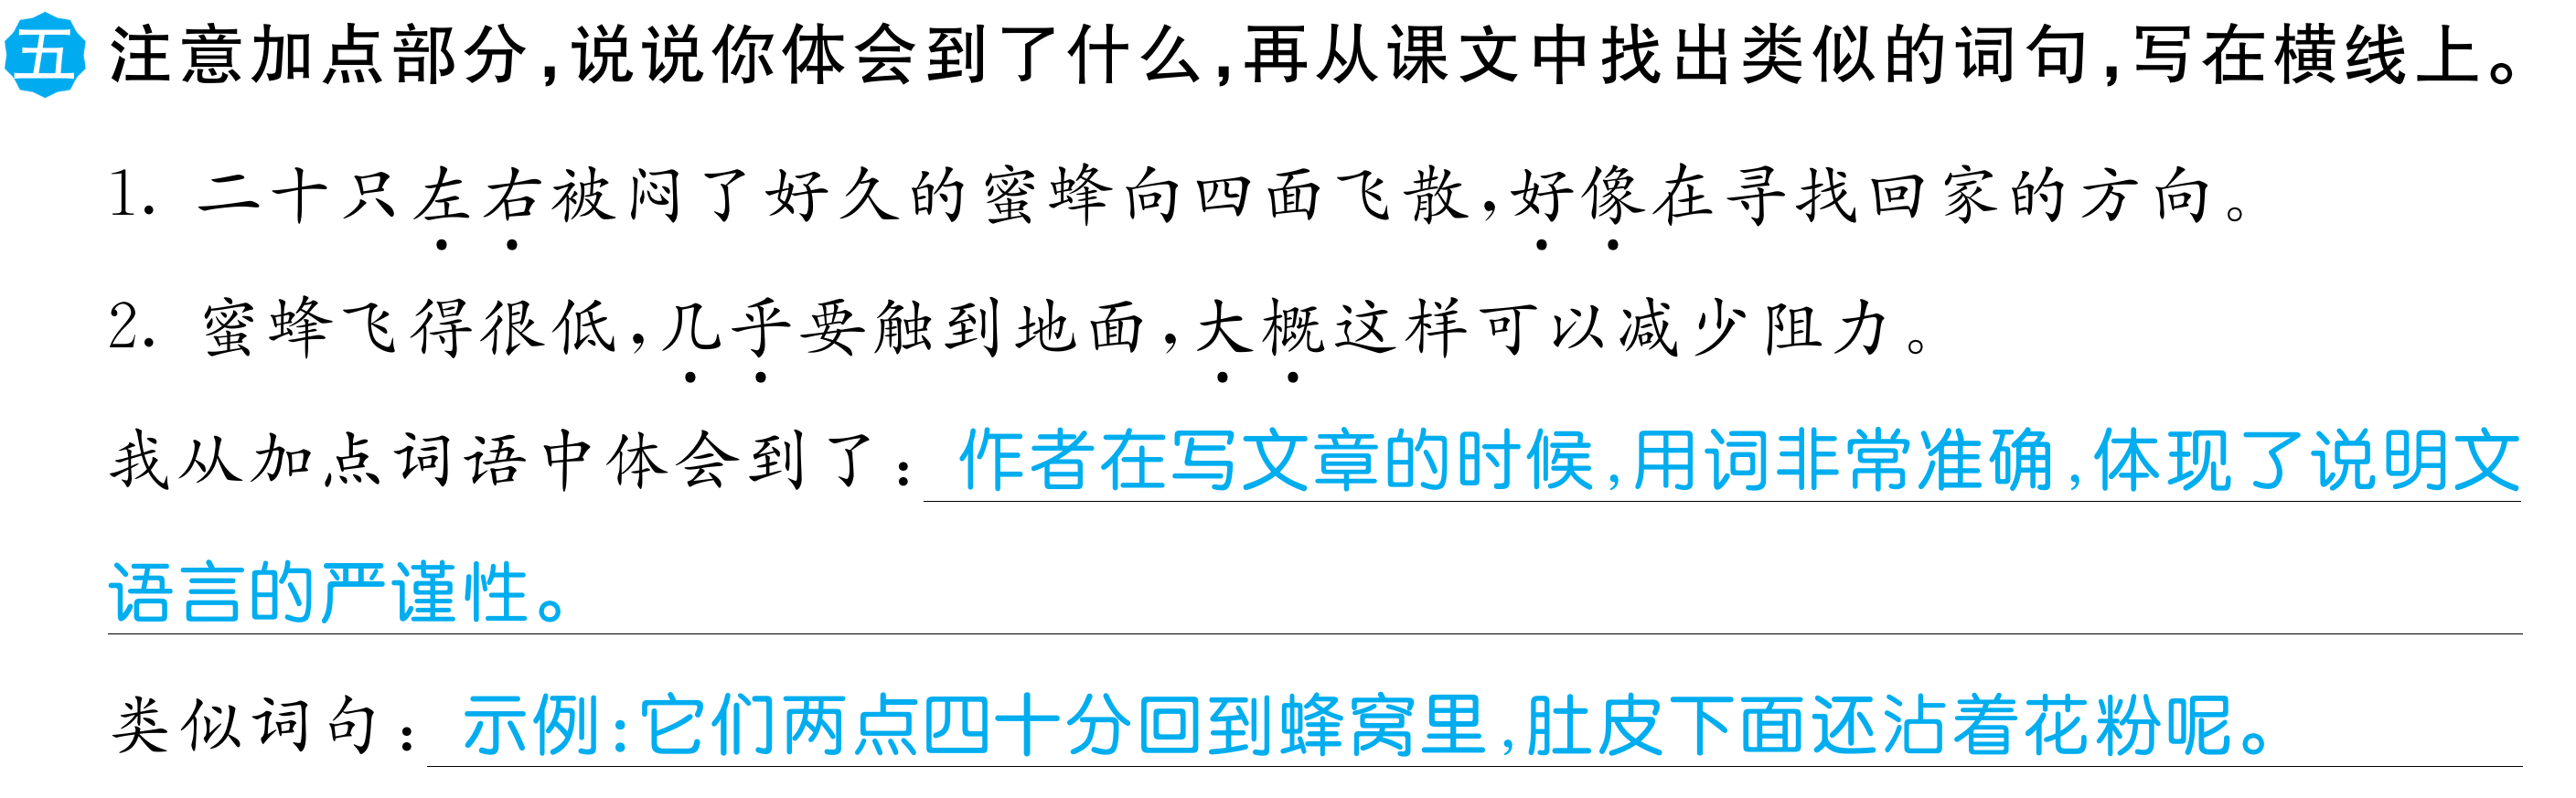 五 注意加点部分,说说你体会到了什么,再从课文中找出类似的词句,写在横线上。
1. 二十只左右被闷了好久的蜜蜂向四面飞散,好像在寻找回家的方向。
2. 蜜蜂飞得很低,几乎要触到地面,大概这样可以减少阻力。
我从加点词语中体会到了：作者在写文章的时候,用词非常准确,体现了说明文
语言的严谨性。
类似词句：示例:它们两点四十分回到蜂窝里,肚皮下面还沾着花粉呢。